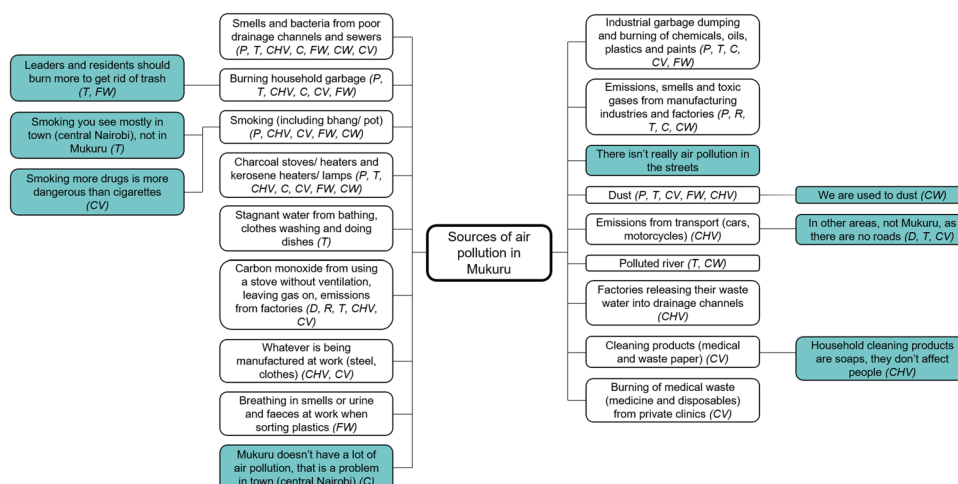 Smells and bacteria from poor
drainage channels and sewers
(P, T, CHV, C, FW, CW, CV)
Leaders and residents should
burn more to get rid of trash
(T, FW)
Burning household garbage (P,
T, CHV, C, CV, FW)
Smoking you see mostly in
town (central Nairobi), not in
Mukuru (T)
Smoking (including bhang/ pot)
(P, CHV, CV, FW, CW)
Smoking more drugs is more
dangerous than cigarettes
(CV)
Charcoal stoves/ heaters and
kerosene heaters/ lamps (P, T,
CHV, C, CV, FW, CW)
Stagnant water from bathing,
clothes washing and doing
dishes (T)
Carbon monoxide from using
a stove without ventilation,
leaving gas on, emissions
from factories (D, R, T, CHV,
CV)
Whatever is being
manufactured at work (steel,
clothes) (CHV, CV)
Breathing in smells or urine
and faeces at work when
sorting plastics (FW)
Mukuru doesn't have a lot of
air pollution, that is a problem
in town (central Nairobi) (C)
Sources of air
pollution in
Mukuru
Industrial garbage dumping
and burning of chemicals, oils,
plastics and paints (P, T, C,
CV, FW)
Emissions, smells and toxic
gases from manufacturing
industries and factories (P, R,
T, C, CW)
There isn't really air pollution in
the streets
Dust (P, T, CV, FW, CHV)
We are used to dust (CW)
Emissions from transport (cars,
motorcycles) (CHV)
In other areas, not Mukuru, as
there are no roads (D, T, CV)
Polluted river (T, CW)
Factories releasing their waste
water into drainage channels
(CHV)
Cleaning products (medical
and waste paper) (CV)
Household cleaning products
are soaps, they don't affect
people (CHV)
Burning of medical waste
(medicine and disposables)
from private clinics (CV)